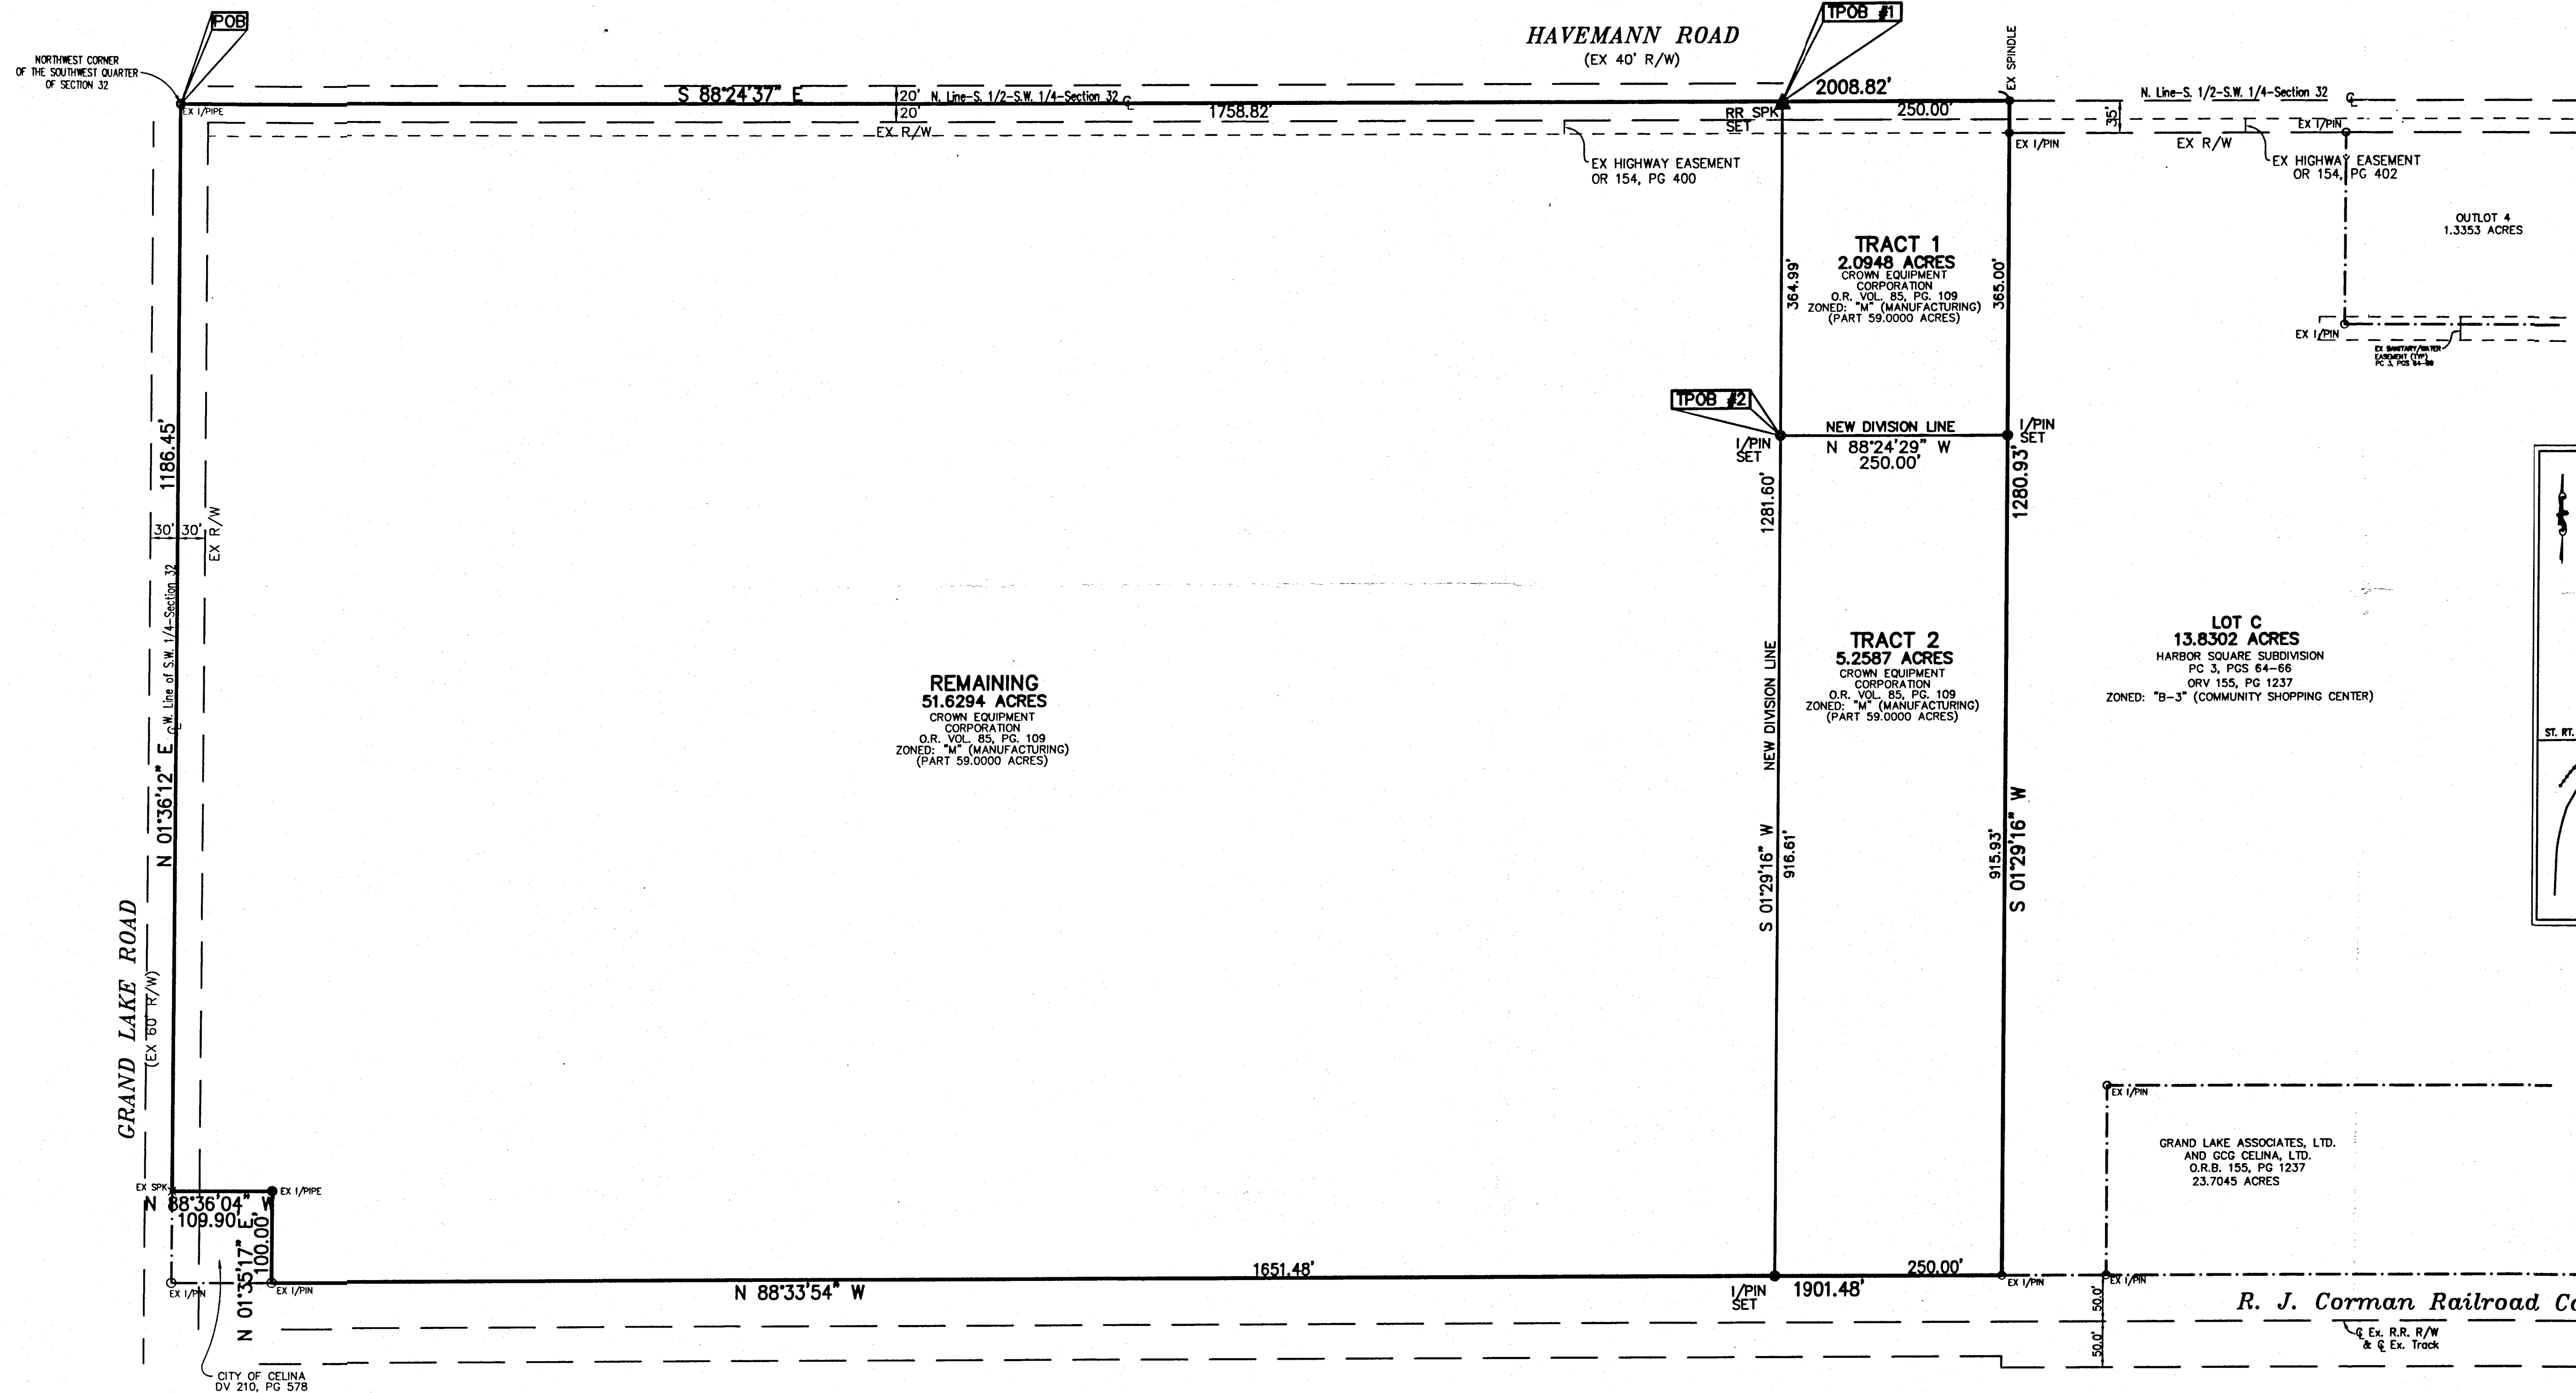 POB
NORTHWEST CORNER
OF THE SOUTHWEST QUARTER
OF SECTION 32
EX I/PIPE
S 88°24'37" E
20'
20'
N. Line-S. 1/2-S.W. 1/4-Section 32
1758.82'
EX R/W
HAVEMANN ROAD
(EX 40' R/W)
TPOB #1
2008.82'
250.00'
RR SPK
SET
EX SPINDLE
EX HIGHWAY EASEMENT
OR 154, PG 400
N. Line-S. 1/2-S.W. 1/4-Section 32
35'
EX I/PIN
EX I/PIN
EX R/W
EX HIGHWAY EASEMENT
OR 154, PG 402
OUTLOT 4
1.3353 ACRES
EX I/PIN
EX SANITARY/WATER
EASEMENT (TYP)
PC 3, PGS 64-66
TRACT 1
2.0948 ACRES
CROWN EQUIPMENT
CORPORATION
O.R. VOL. 85, PG. 109
ZONED: "M" (MANUFACTURING)
(PART 59.0000 ACRES)
364.99'
365.00'
TPOB #2
I/PIN
SET
NEW DIVISION LINE
N 88°24'29" W
250.00'
I/PIN
SET
1281.60'
1280.93'
1186.45'
30'
30'
EX R/W
W. Line of S.W. 1/4-Section 32
N 01°36'12" E
GRAND LAKE ROAD
(EX 60' R/W)
REMAINING
51.6294 ACRES
CROWN EQUIPMENT
CORPORATION
O.R. VOL. 85, PG. 109
ZONED: "M" (MANUFACTURING)
(PART 59.0000 ACRES)
NEW DIVISION LINE
S 01°29'16" W
916.61'
TRACT 2
5.2587 ACRES
CROWN EQUIPMENT
CORPORATION
O.R. VOL. 85, PG. 109
ZONED: "M" (MANUFACTURING)
(PART 59.0000 ACRES)
915.93'
S 01°29'16" W
LOT C
13.8302 ACRES
HARBOR SQUARE SUBDIVISION
PC 3, PGS 64-66
ORV 155, PG 1237
ZONED: "B-3" (COMMUNITY SHOPPING CENTER)
ST. RT.
EX I/PIN
GRAND LAKE ASSOCIATES, LTD.
AND GCG CELINA, LTD.
O.R.B. 155, PG 1237
23.7045 ACRES
EX SPK
EX I/PIPE
N 88°36'04" W
109.90'
N 01°35'17" E
100.00'
EX I/PIN
EX I/PIN
N 88°33'54" W
1651.48'
I/PIN
SET
1901.48'
250.00'
EX I/PIN
EX I/PIN
50.0'
50.0'
R. J. Corman Railroad Co
℄ Ex. R.R. R/W
& ℄ Ex. Track
CITY OF CELINA
DV 210, PG 578